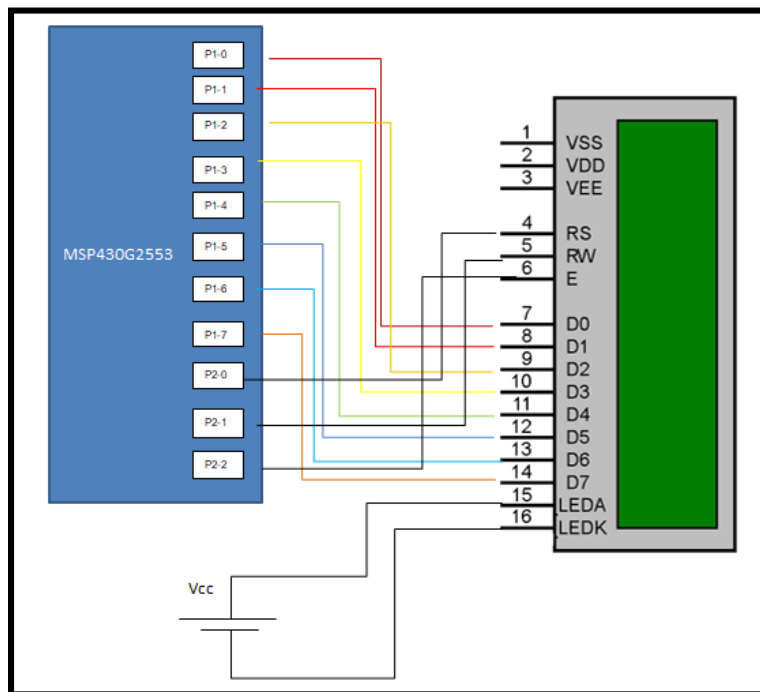 MSP430G2553
P1-0
P1-1
P1-2
P1-3
P1-4
P1-5
P1-6
P1-7
P2-0
P2-1
P2-2
1 VSS
2 VDD
3 VEE
4 RS
5 RW
6 E
7 D0
8 D1
9 D2
10 D3
11 D4
12 D5
13 D6
14 D7
15 LEDA
16 LEDK
Vcc